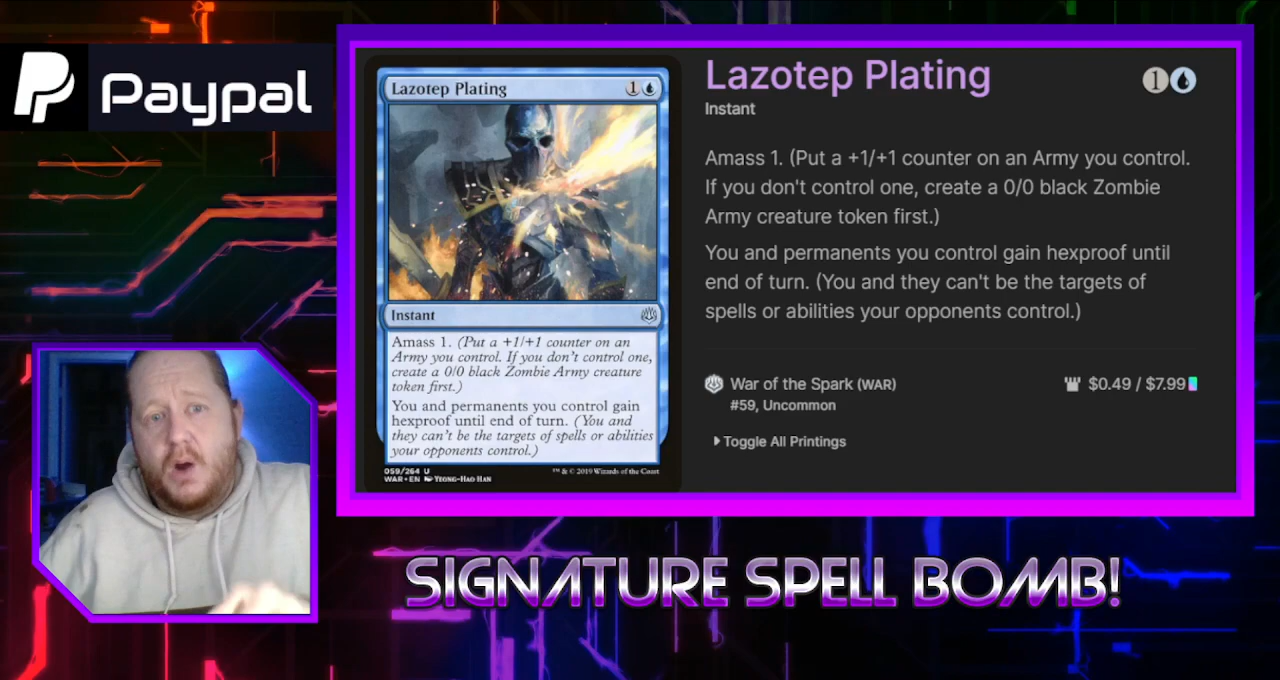 Paypal
Lazotep Plating
Instant
Amass 1. (Put a +1/+1 counter on an
Army you control. If you don't control one,
create a 0/0 black Zombie Army creature
token first.)
You and permanents you control gain
hexproof until end of turn. (You and
they can't be the targets of spells or abilities
your opponents control.)
059/264 U
WAR • EN YEONG-HAO HAN
™ & © 2019 Wizards of the Coast
Lazotep Plating
Instant
Amass 1. (Put a +1/+1 counter on an Army you control.
If you don't control one, create a 0/0 black Zombie
Army creature token first.)
You and permanents you control gain hexproof until
end of turn. (You and they can't be the targets of
spells or abilities your opponents control.)
War of the Spark (WAR)
#59, Uncommon
$0.49 / $7.99
Toggle All Printings
1
1
SIGNATURE SPELL BOMB!